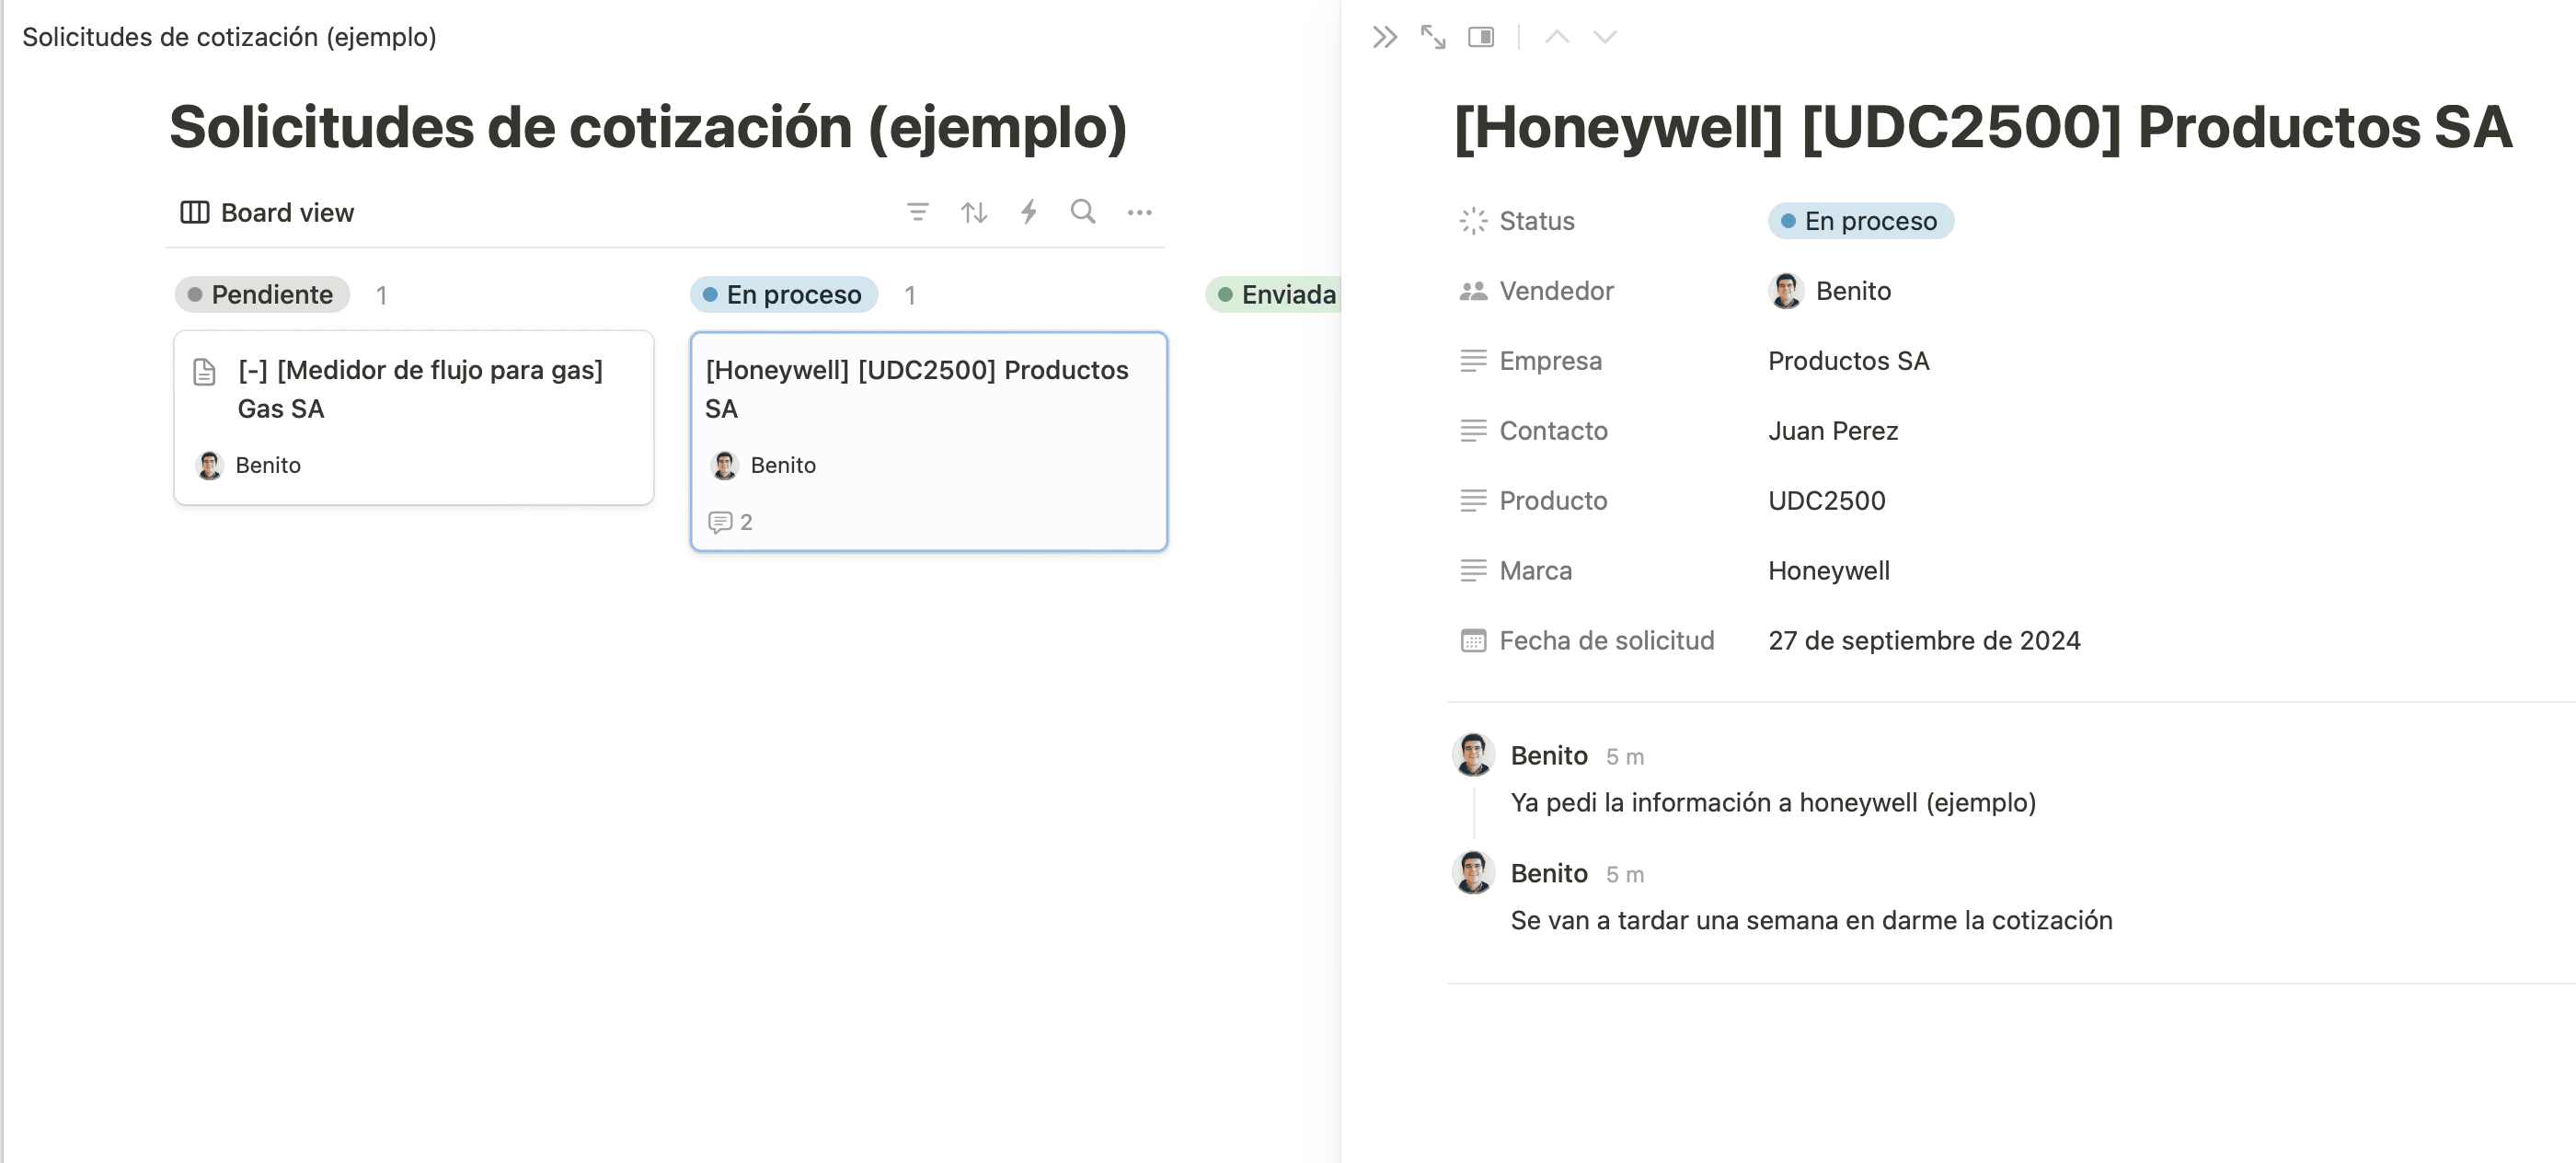 Solicitudes de cotización (ejemplo)
Solicitudes de cotización (ejemplo)
Board view
Pendiente 1
[-] [Medidor de flujo para gas]
Gas SA
Benito
En proceso 1
[Honeywell] [UDC2500] Productos
SA
Benito
2
Enviada
[Honeywell] [UDC2500] Productos SA
Status En proceso
Vendedor Benito
Empresa Productos SA
Contacto Juan Perez
Producto UDC2500
Marca Honeywell
Fecha de solicitud 27 de septiembre de 2024
Benito 5 m
Ya pedi la información a honeywell (ejemplo)
Benito 5 m
Se van a tardar una semana en darme la cotización